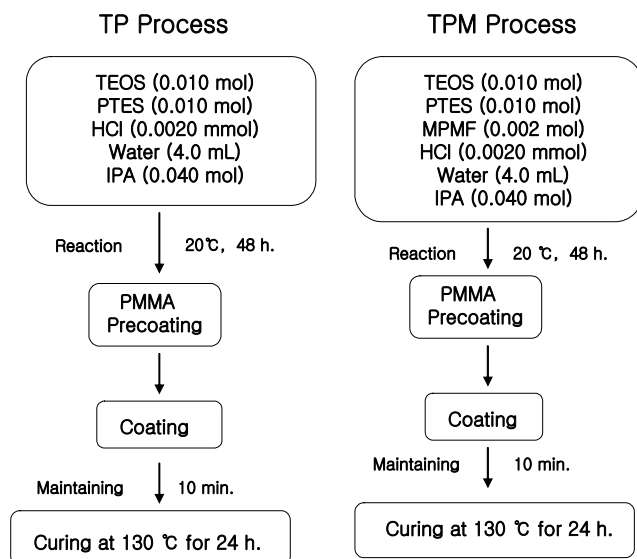 TP Process
TEOS (0.010 mol)
PTES (0.010 mol)
HCl (0.0020 mmol)
Water (4.0 mL)
IPA (0.040 mol)
Reaction 20℃, 48 h.
PMMA
Precoating
Coating
Maintaining 10 min.
Curing at 130 ℃ for 24 h.
TPM Process
TEOS (0.010 mol)
PTES (0.010 mol)
MPMF (0.002 mol)
HCl (0.0020 mmol)
Water (4.0 mL)
IPA (0.040 mol)
Reaction 20 ℃, 48 h.
PMMA
Precoating
Coating
Maintaining 10 min.
Curing at 130 ℃ for 24 h.